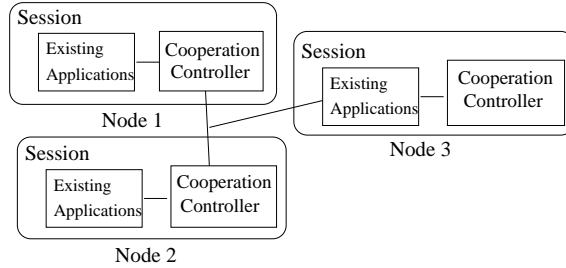 Session
Existing
Applications
Cooperation
Controller
Node 1
Session
Existing
Applications
Cooperation
Controller
Node 2
Session
Existing
Applications
Cooperation
Controller
Node 3